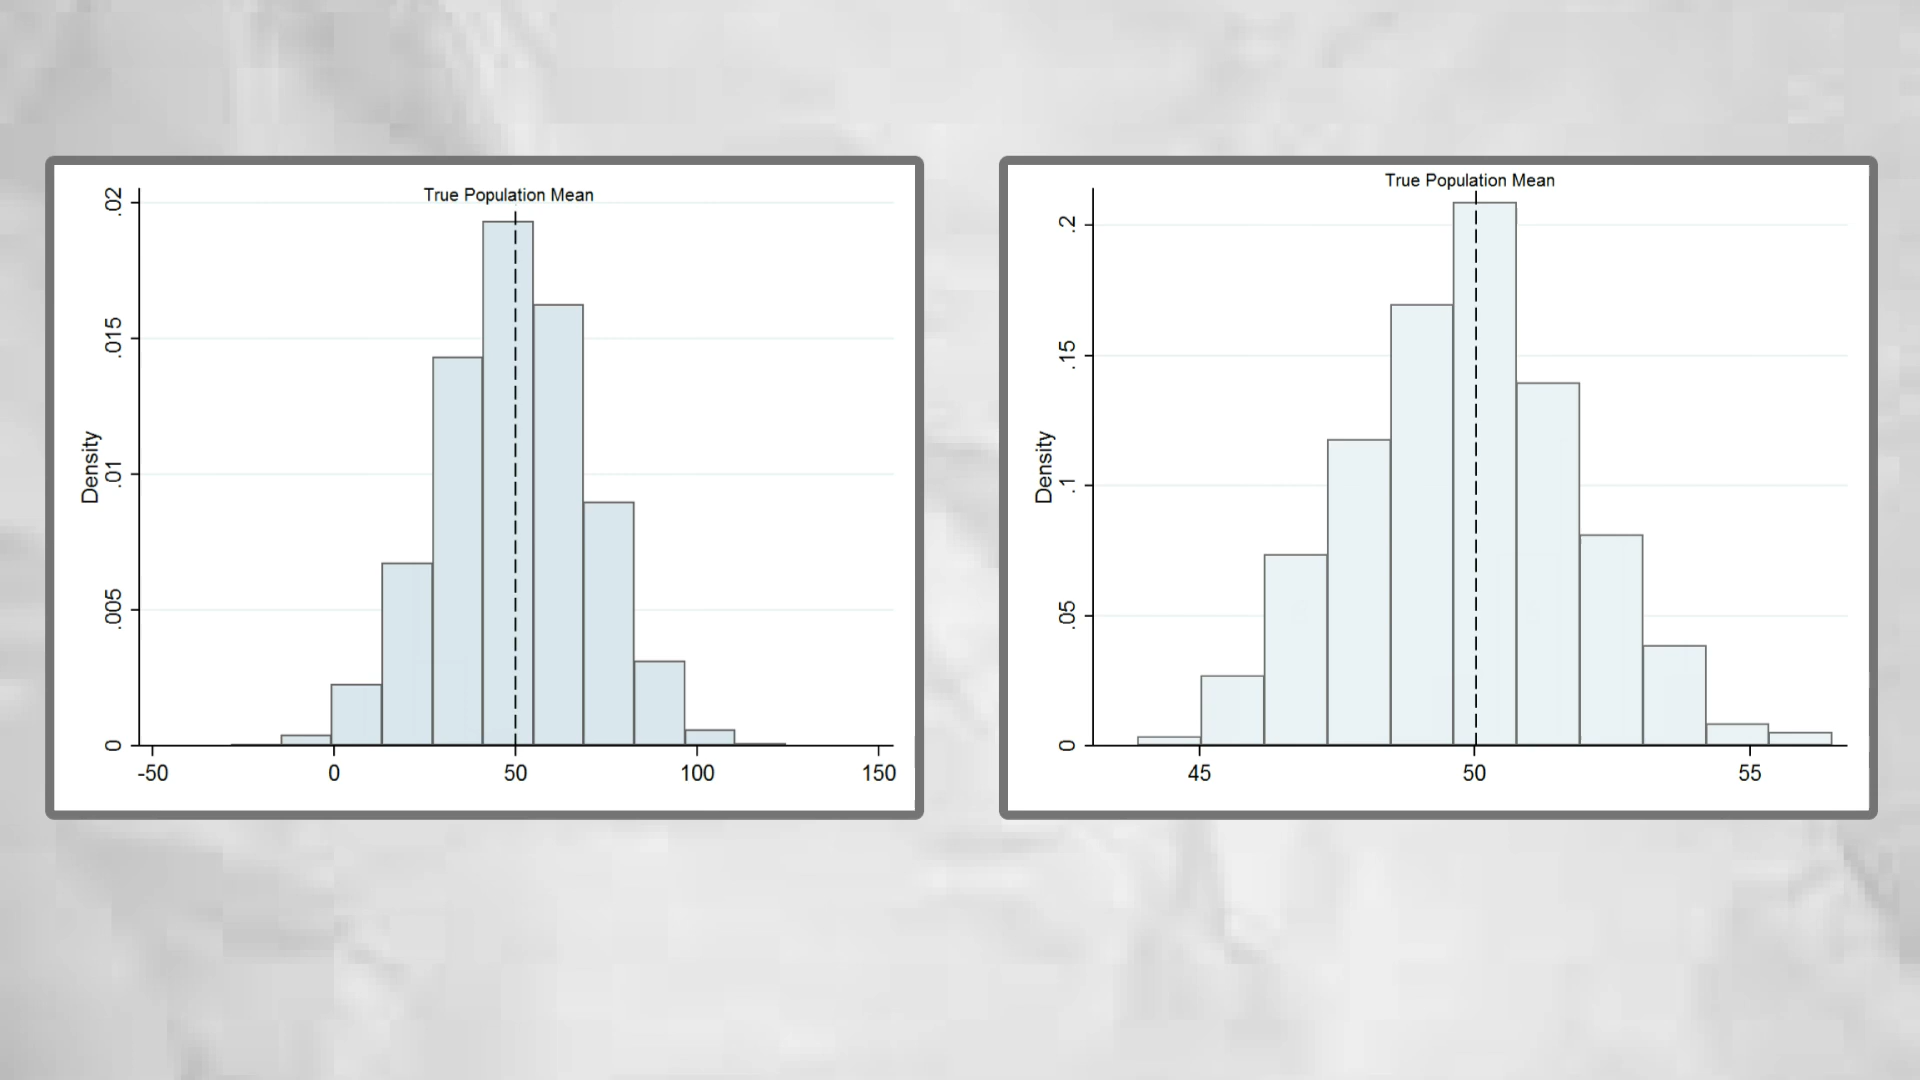 True Population Mean
Density
.02
.015
.01
.005
0
-50 0 50 100 150
True Population Mean
Density
.2
.15
.1
.05
0
45 50 55